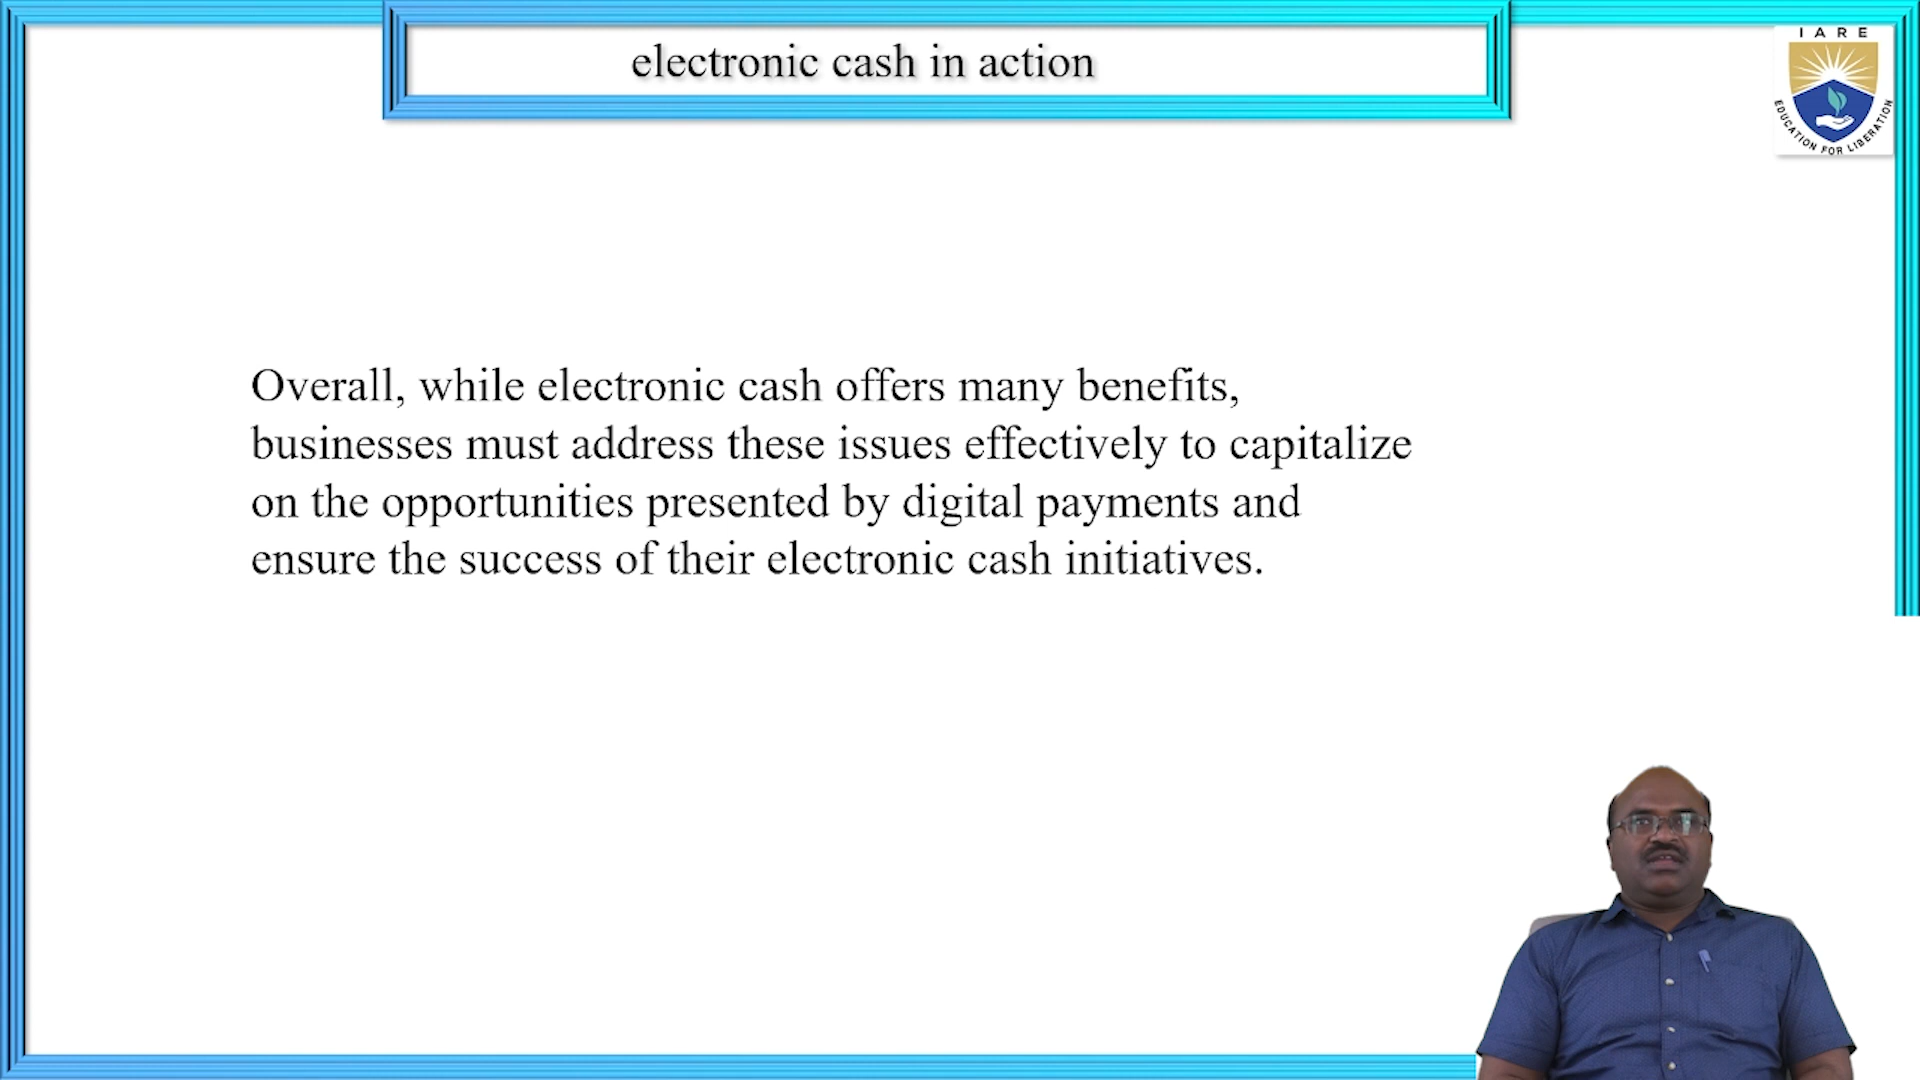 electronic cash in action
I A R E
EDUCATION FOR LIBERATION
Overall, while electronic cash offers many benefits,
businesses must address these issues effectively to capitalize
on the opportunities presented by digital payments and
ensure the success of their electronic cash initiatives.